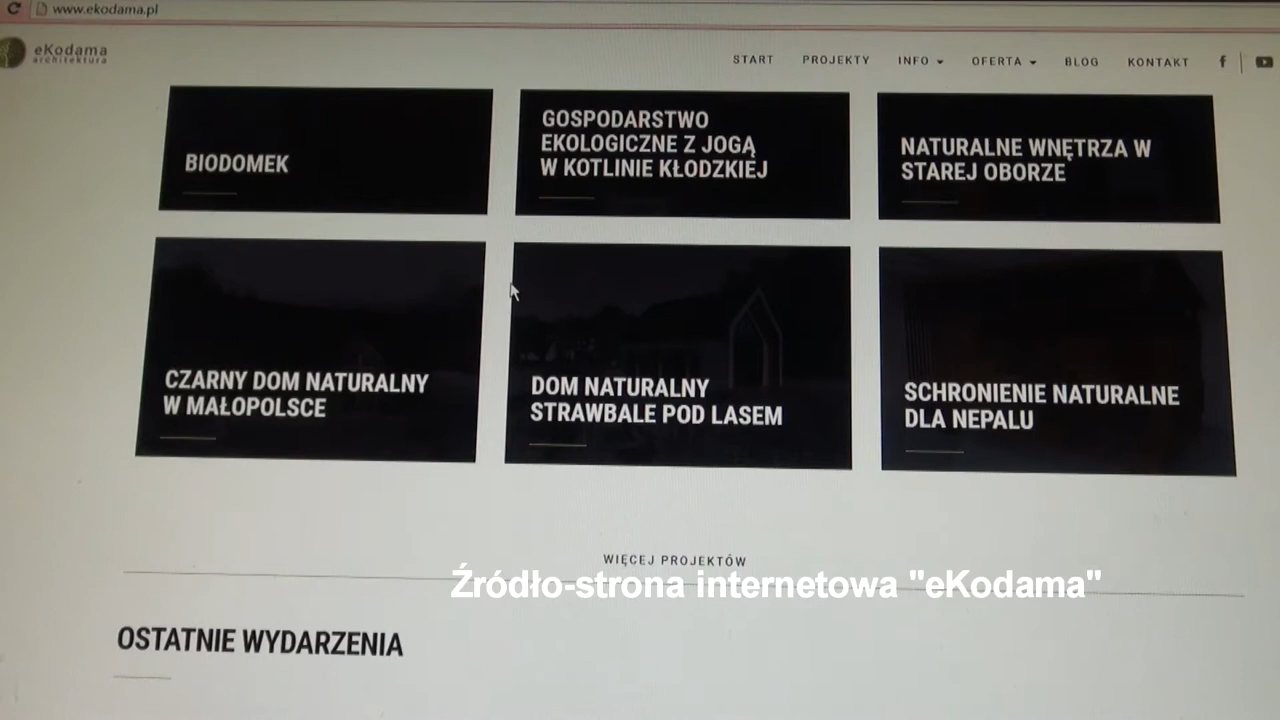 www.ekodama.pl
eKodama
architektura
START PROJEKTY INFO OFERTA BLOG KONTAKT
BIODOMEK
GOSPODARSTWO
EKOLOGICZNE Z JOGĄ
W KOTLINIE KŁODZKIEJ
NATURALNE WNĘTRZA W
STAREJ OBORZE
CZARNY DOM NATURALNY
W MAŁOPOLSCE
DOM NATURALNY
STRAWBALE POD LASEM
SCHRONIENIE NATURALNE
DLA NEPALU
WIĘCEJ PROJEKTÓW
Źródło-strona internetowa "eKodama"
OSTATNIE WYDARZENIA